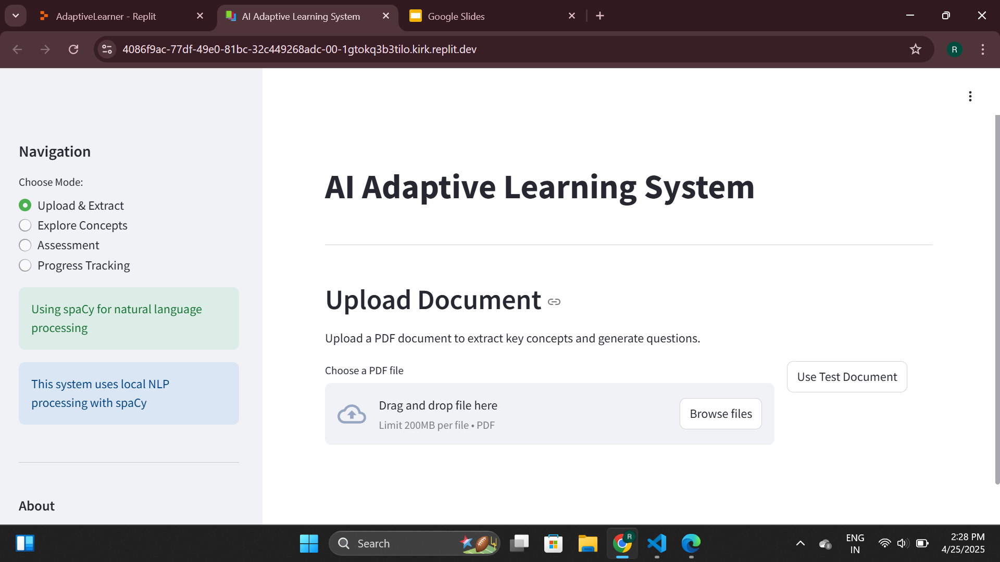 AdaptiveLearner - Replit
AI Adaptive Learning System
Google Slides
4086f9ac-77df-49e0-81bc-32c449268adc-00-1gtokq3b3tilo.kirk.replit.dev
R
Navigation
Choose Mode:
Upload & Extract
Explore Concepts
Assessment
Progress Tracking
Using spaCy for natural language
processing
This system uses local NLP
processing with spaCy
About
AI Adaptive Learning System
Upload Document
Upload a PDF document to extract key concepts and generate questions.
Choose a PDF file
Drag and drop file here
Limit 200MB per file • PDF
Browse files
Use Test Document
Search
R
ENG
IN
2:28 PM
4/25/2025